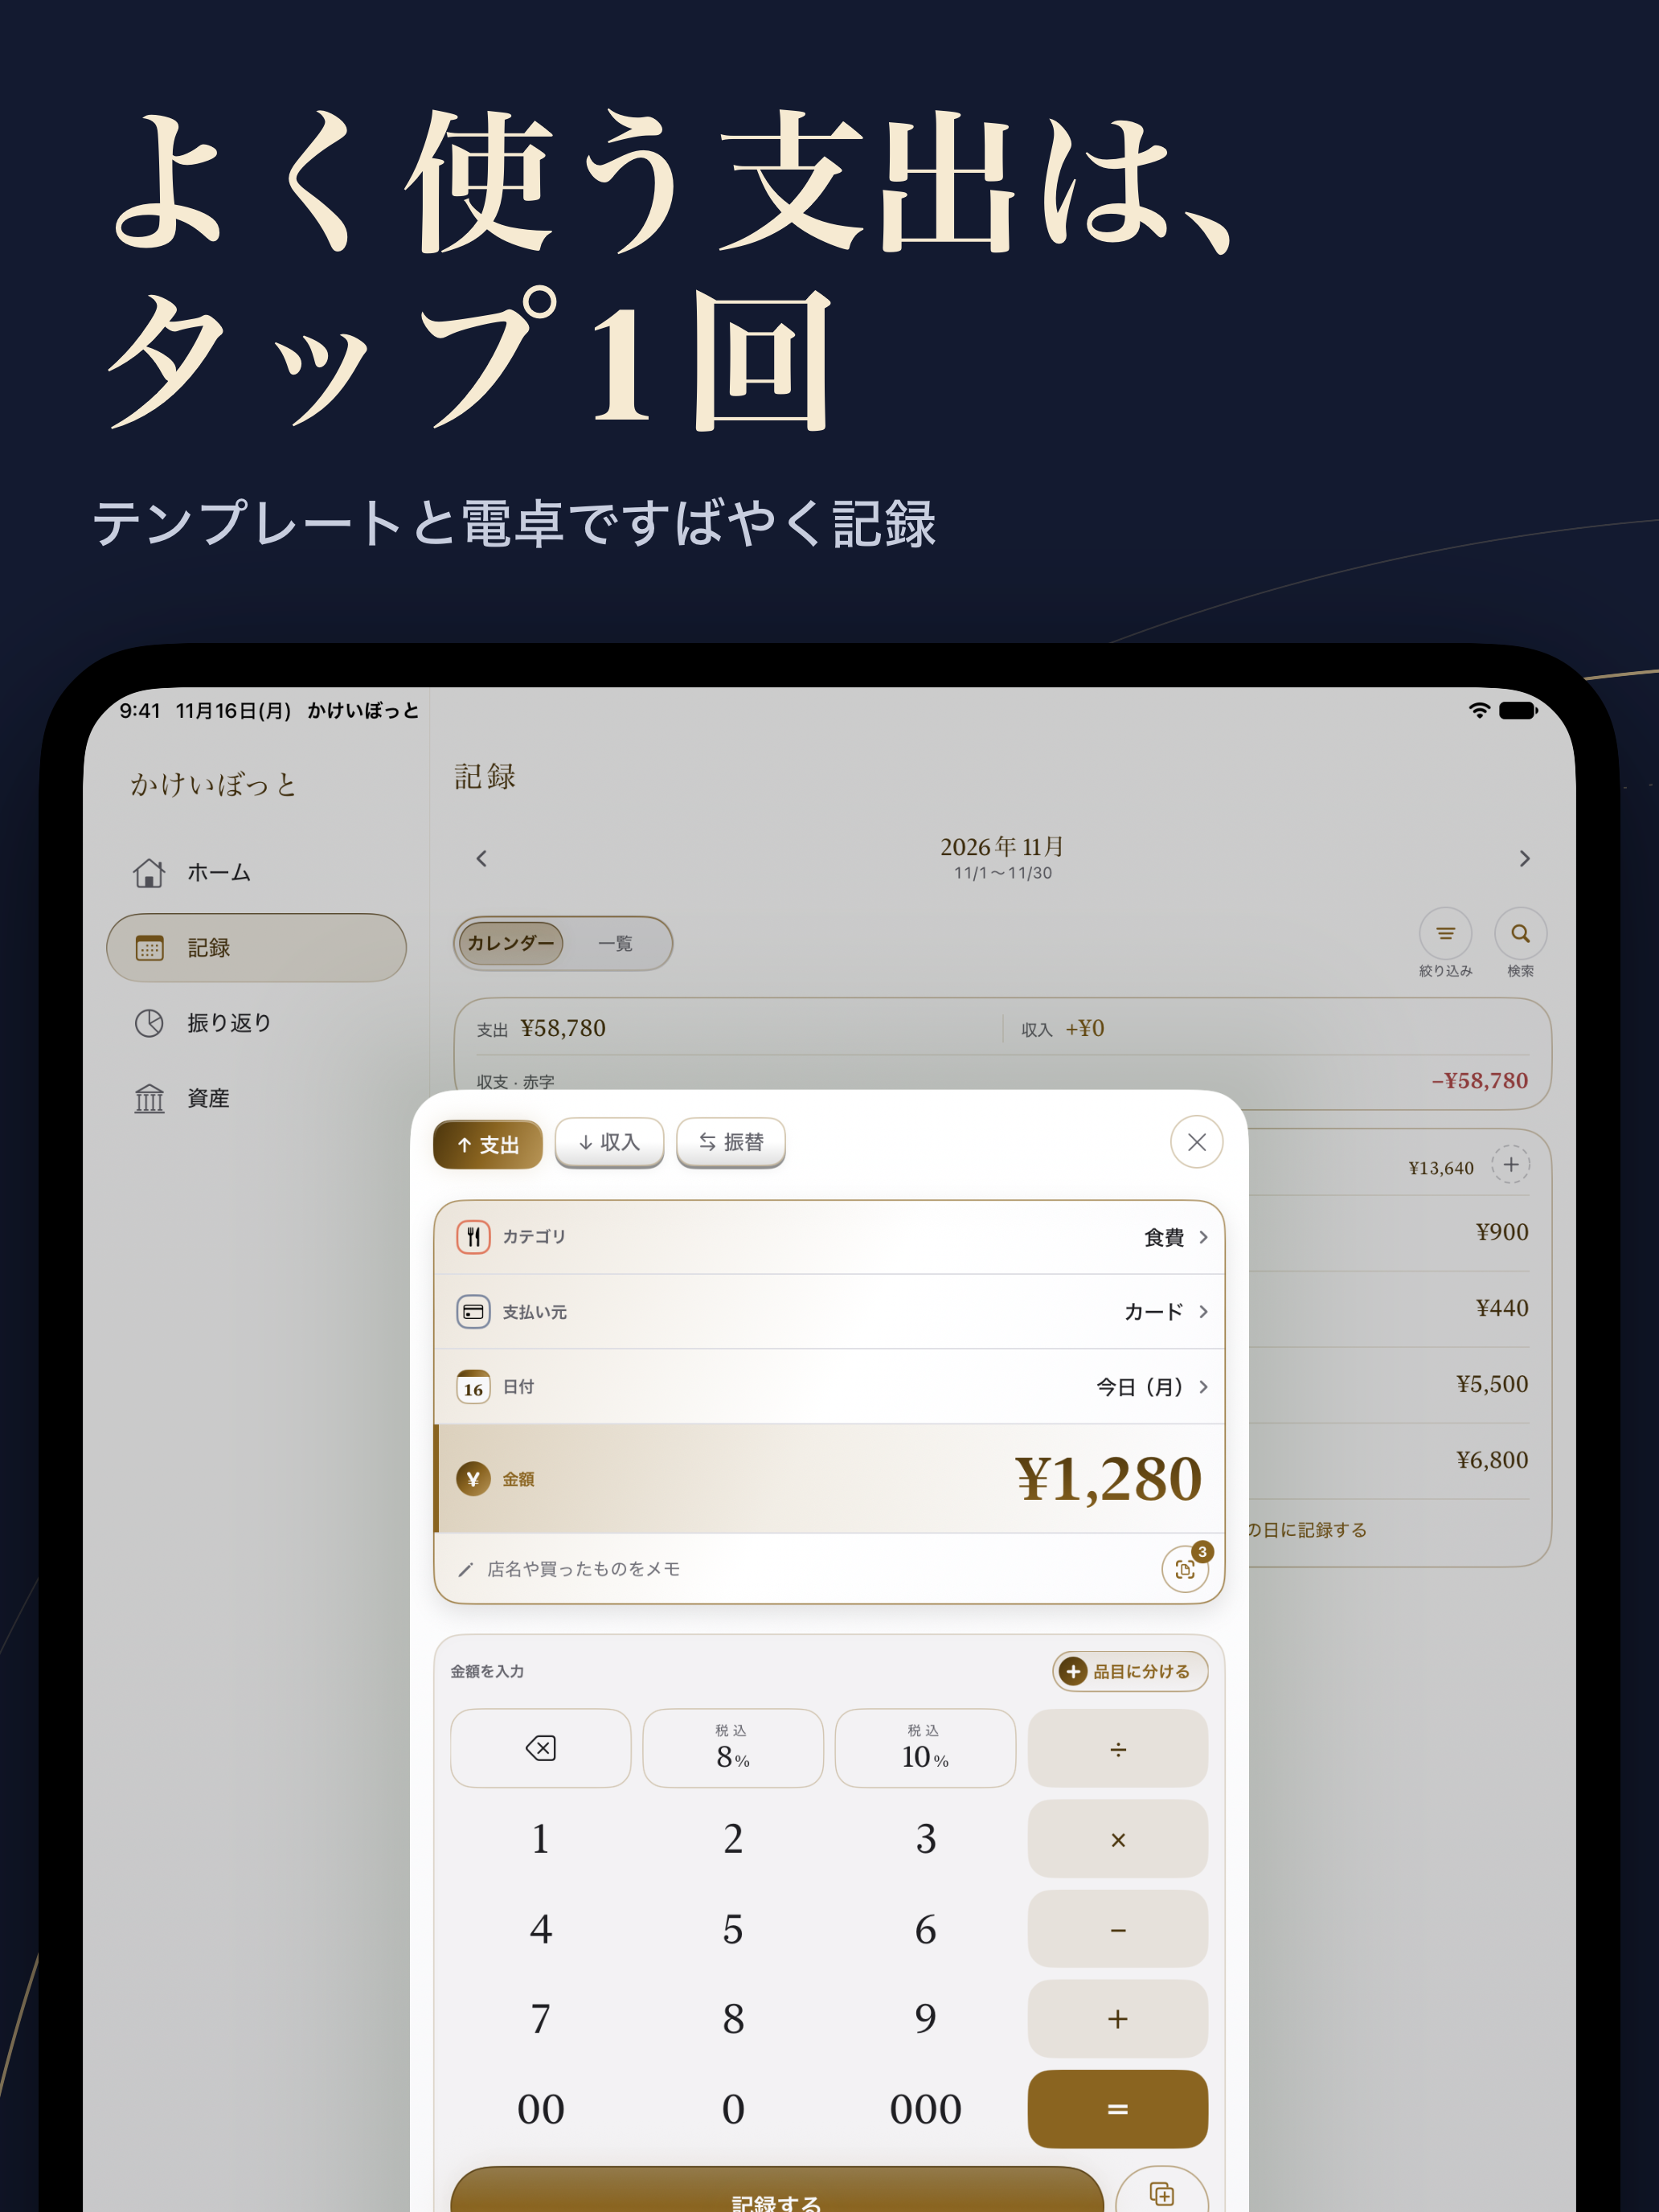 よく使う支出は、
タップ1回
テンプレートと電卓ですばやく記録
9:41 11月16日(月) かけいぼっと
かけいぼっと
ホーム
記録
振り返り
資産
記録
2026年 11月
11/1〜11/30
カレンダー 一覧
絞り込み 検索
支出 ¥58,780 収入 +¥0
収支・赤字 −¥58,780
¥13,640
¥900
¥440
¥5,500
¥6,800
の日に記録する
↑ 支出 ↓ 収入 ⇆ 振替
カテゴリ 食費
支払い元 カード
16 日付 今日（月）
¥ 金額 ¥1,280
店名や買ったものをメモ 3
金額を入力 + 品目に分ける
税込 8% 税込 10% ÷
1 2 3 ×
4 5 6 −
7 8 9 +
00 0 000 =
記録する